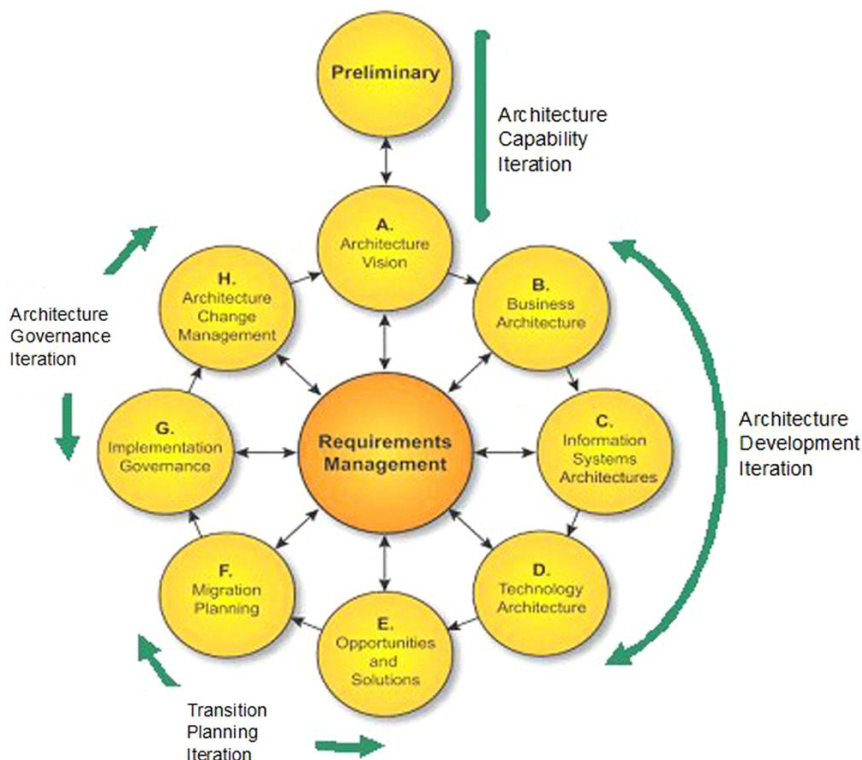 Preliminary
Architecture
Capability
Iteration
A.
Architecture
Vision
B.
Business
Architecture
C.
Information
Systems
Architectures
D.
Technology
Architecture
E.
Opportunities
and
Solutions
F.
Migration
Planning
G.
Implementation
Governance
H.
Architecture
Change
Management
Requirements
Management
Architecture
Development
Iteration
Transition
Planning
Iteration
Architecture
Governance
Iteration